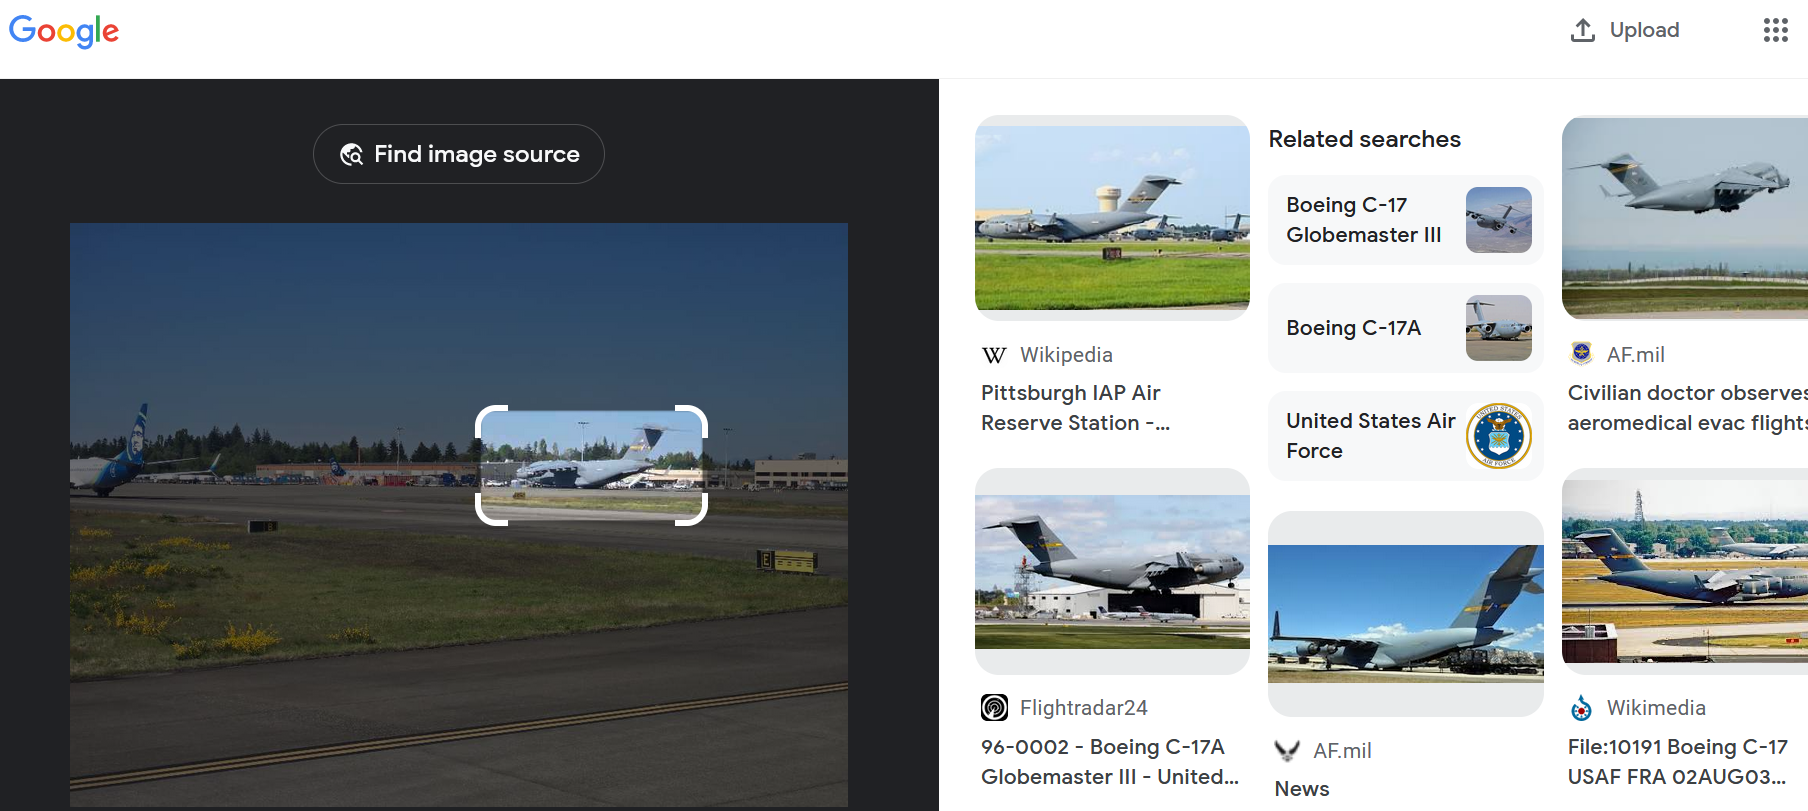 Google
Upload
Find image source
Related searches
Boeing C-17
Globemaster III
Boeing C-17A
United States Air
Force
Wikipedia
Pittsburgh IAP Air
Reserve Station -...
AF.mil
Civilian doctor observes
aeromedical evac flights
Flightradar24
96-0002 - Boeing C-17A
Globemaster III - United...
AF.mil
News
Wikimedia
File:10191 Boeing C-17
USAF FRA 02AUG03...
E